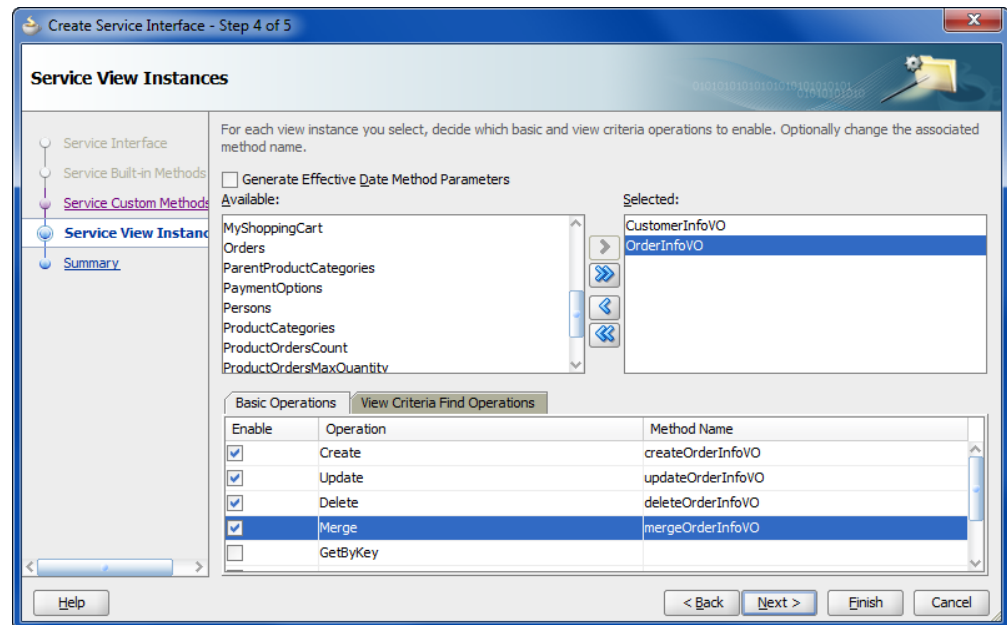 Create Service Interface - Step 4 of 5
Service View Instances
010101010101010101010101
0101010101010
Service Interface
Service Built-in Methods
Service Custom Methods
Service View Instanc
Summary
For each view instance you select, decide which basic and view criteria operations to enable. Optionally change the associated
method name.
Generate Effective Date Method Parameters
Available:
MyShoppingCart
Orders
ParentProductCategories
PaymentOptions
Persons
ProductCategories
ProductOrdersCount
ProductOrdersMaxQuantity
Selected:
CustomerInfoVO
OrderInfoVO
Basic Operations View Criteria Find Operations
Enable Operation Method Name
Create createOrderInfoVO
Update updateOrderInfoVO
Delete deleteOrderInfoVO
Merge mergeOrderInfoVO
GetByKey
Help < Back Next > Finish Cancel